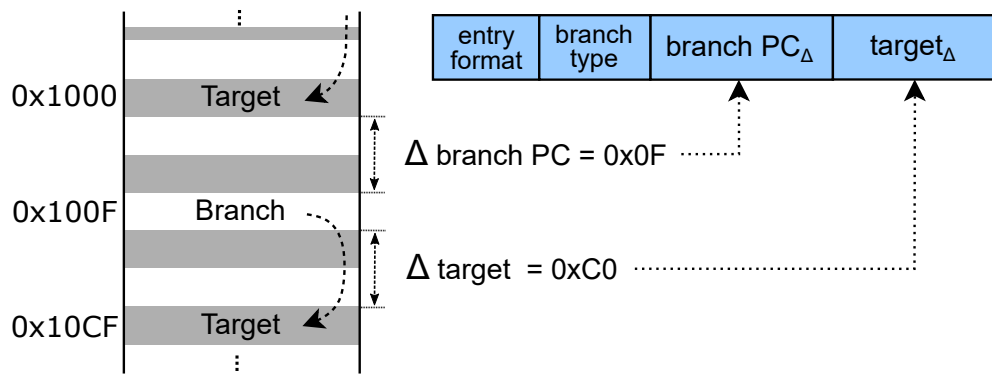 entry format
branch type
branch PC_Δ
target_Δ
0x1000
Target
Δ branch PC = 0x0F
0x100F
Branch
Δ target = 0xC0
0x10CF
Target